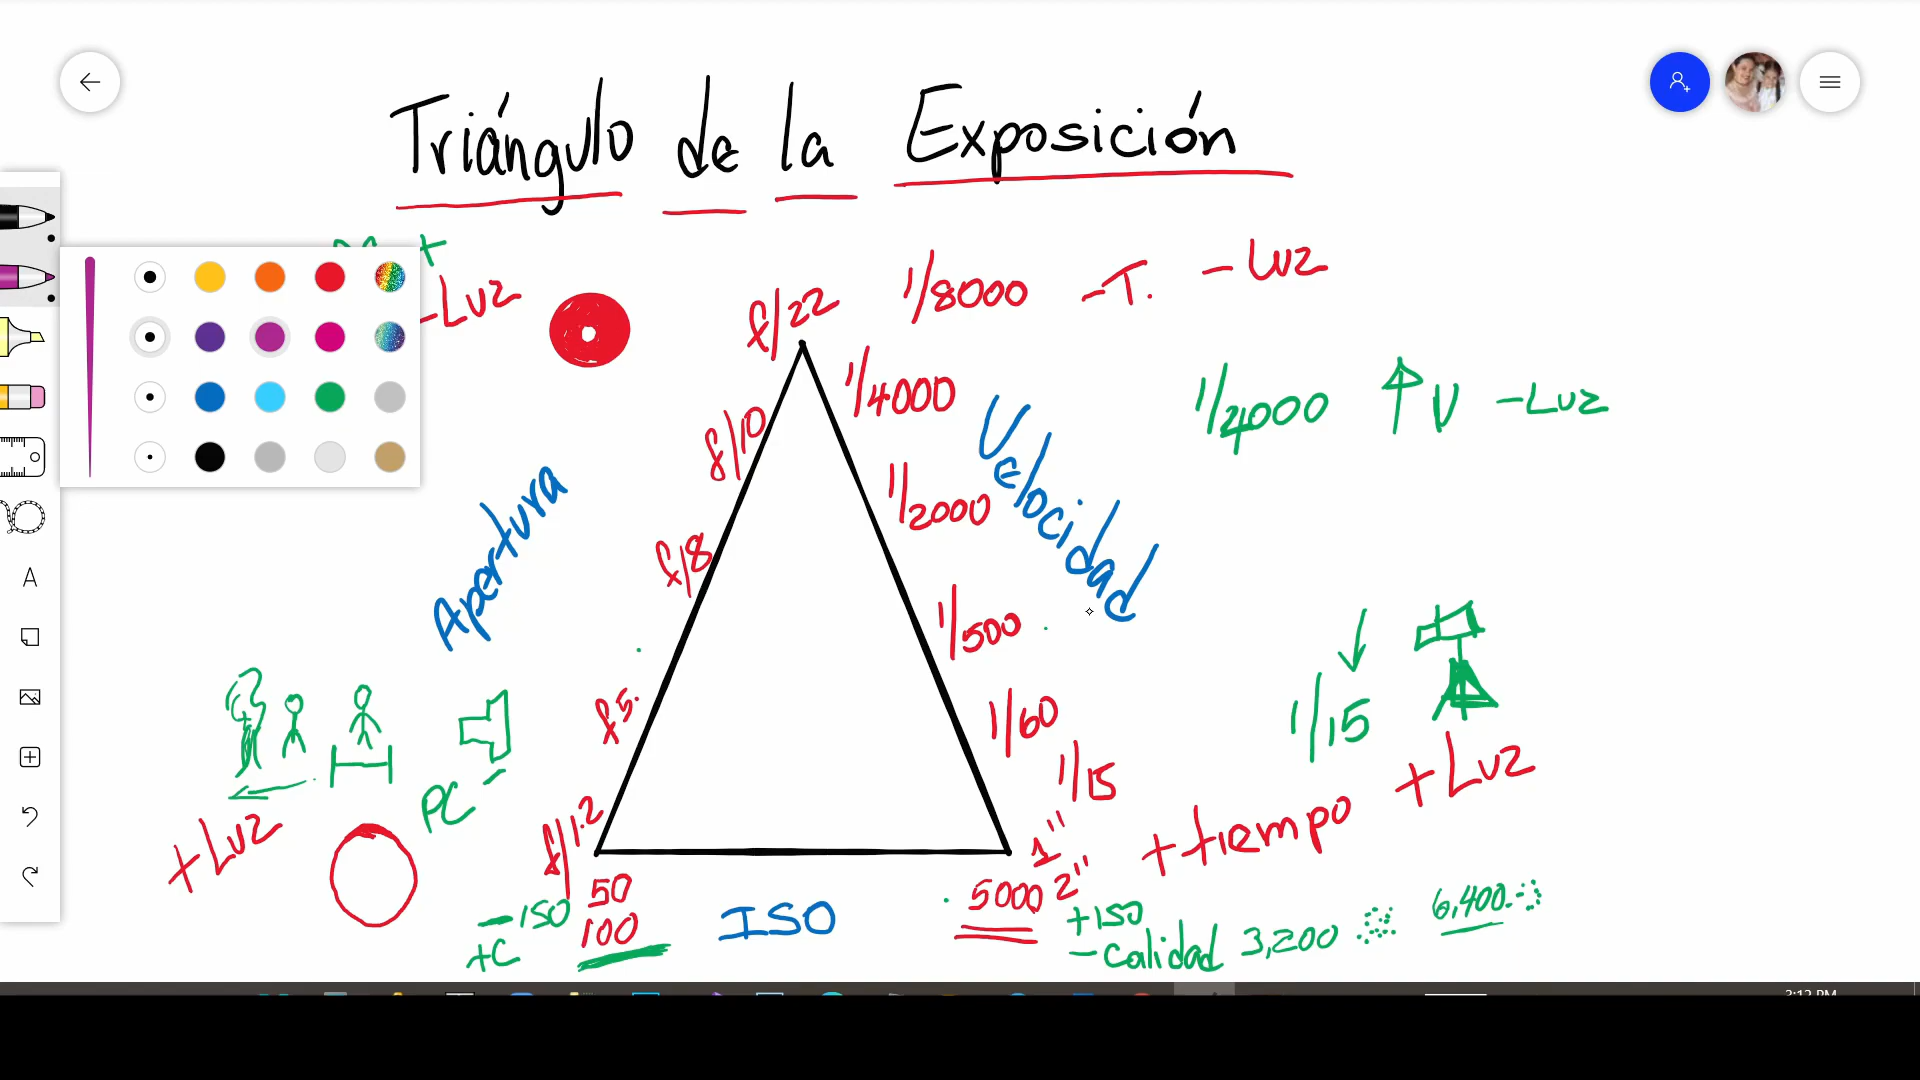 Triángulo de la Exposición
-Luz
f/22
1/8000 -T. -Luz
1/4000
1/4000 ↑ V -Luz
f/10
1/2000
Velocidad
Apertura
f/8
1/500
f5.
1/60
1/15
1/15
+Luz
PC
+Luz
f/1.2
1"
2"
+tiempo
50
100
-ISO
+C
ISO
5000
+ISO
-Calidad 3,200
6,400
A